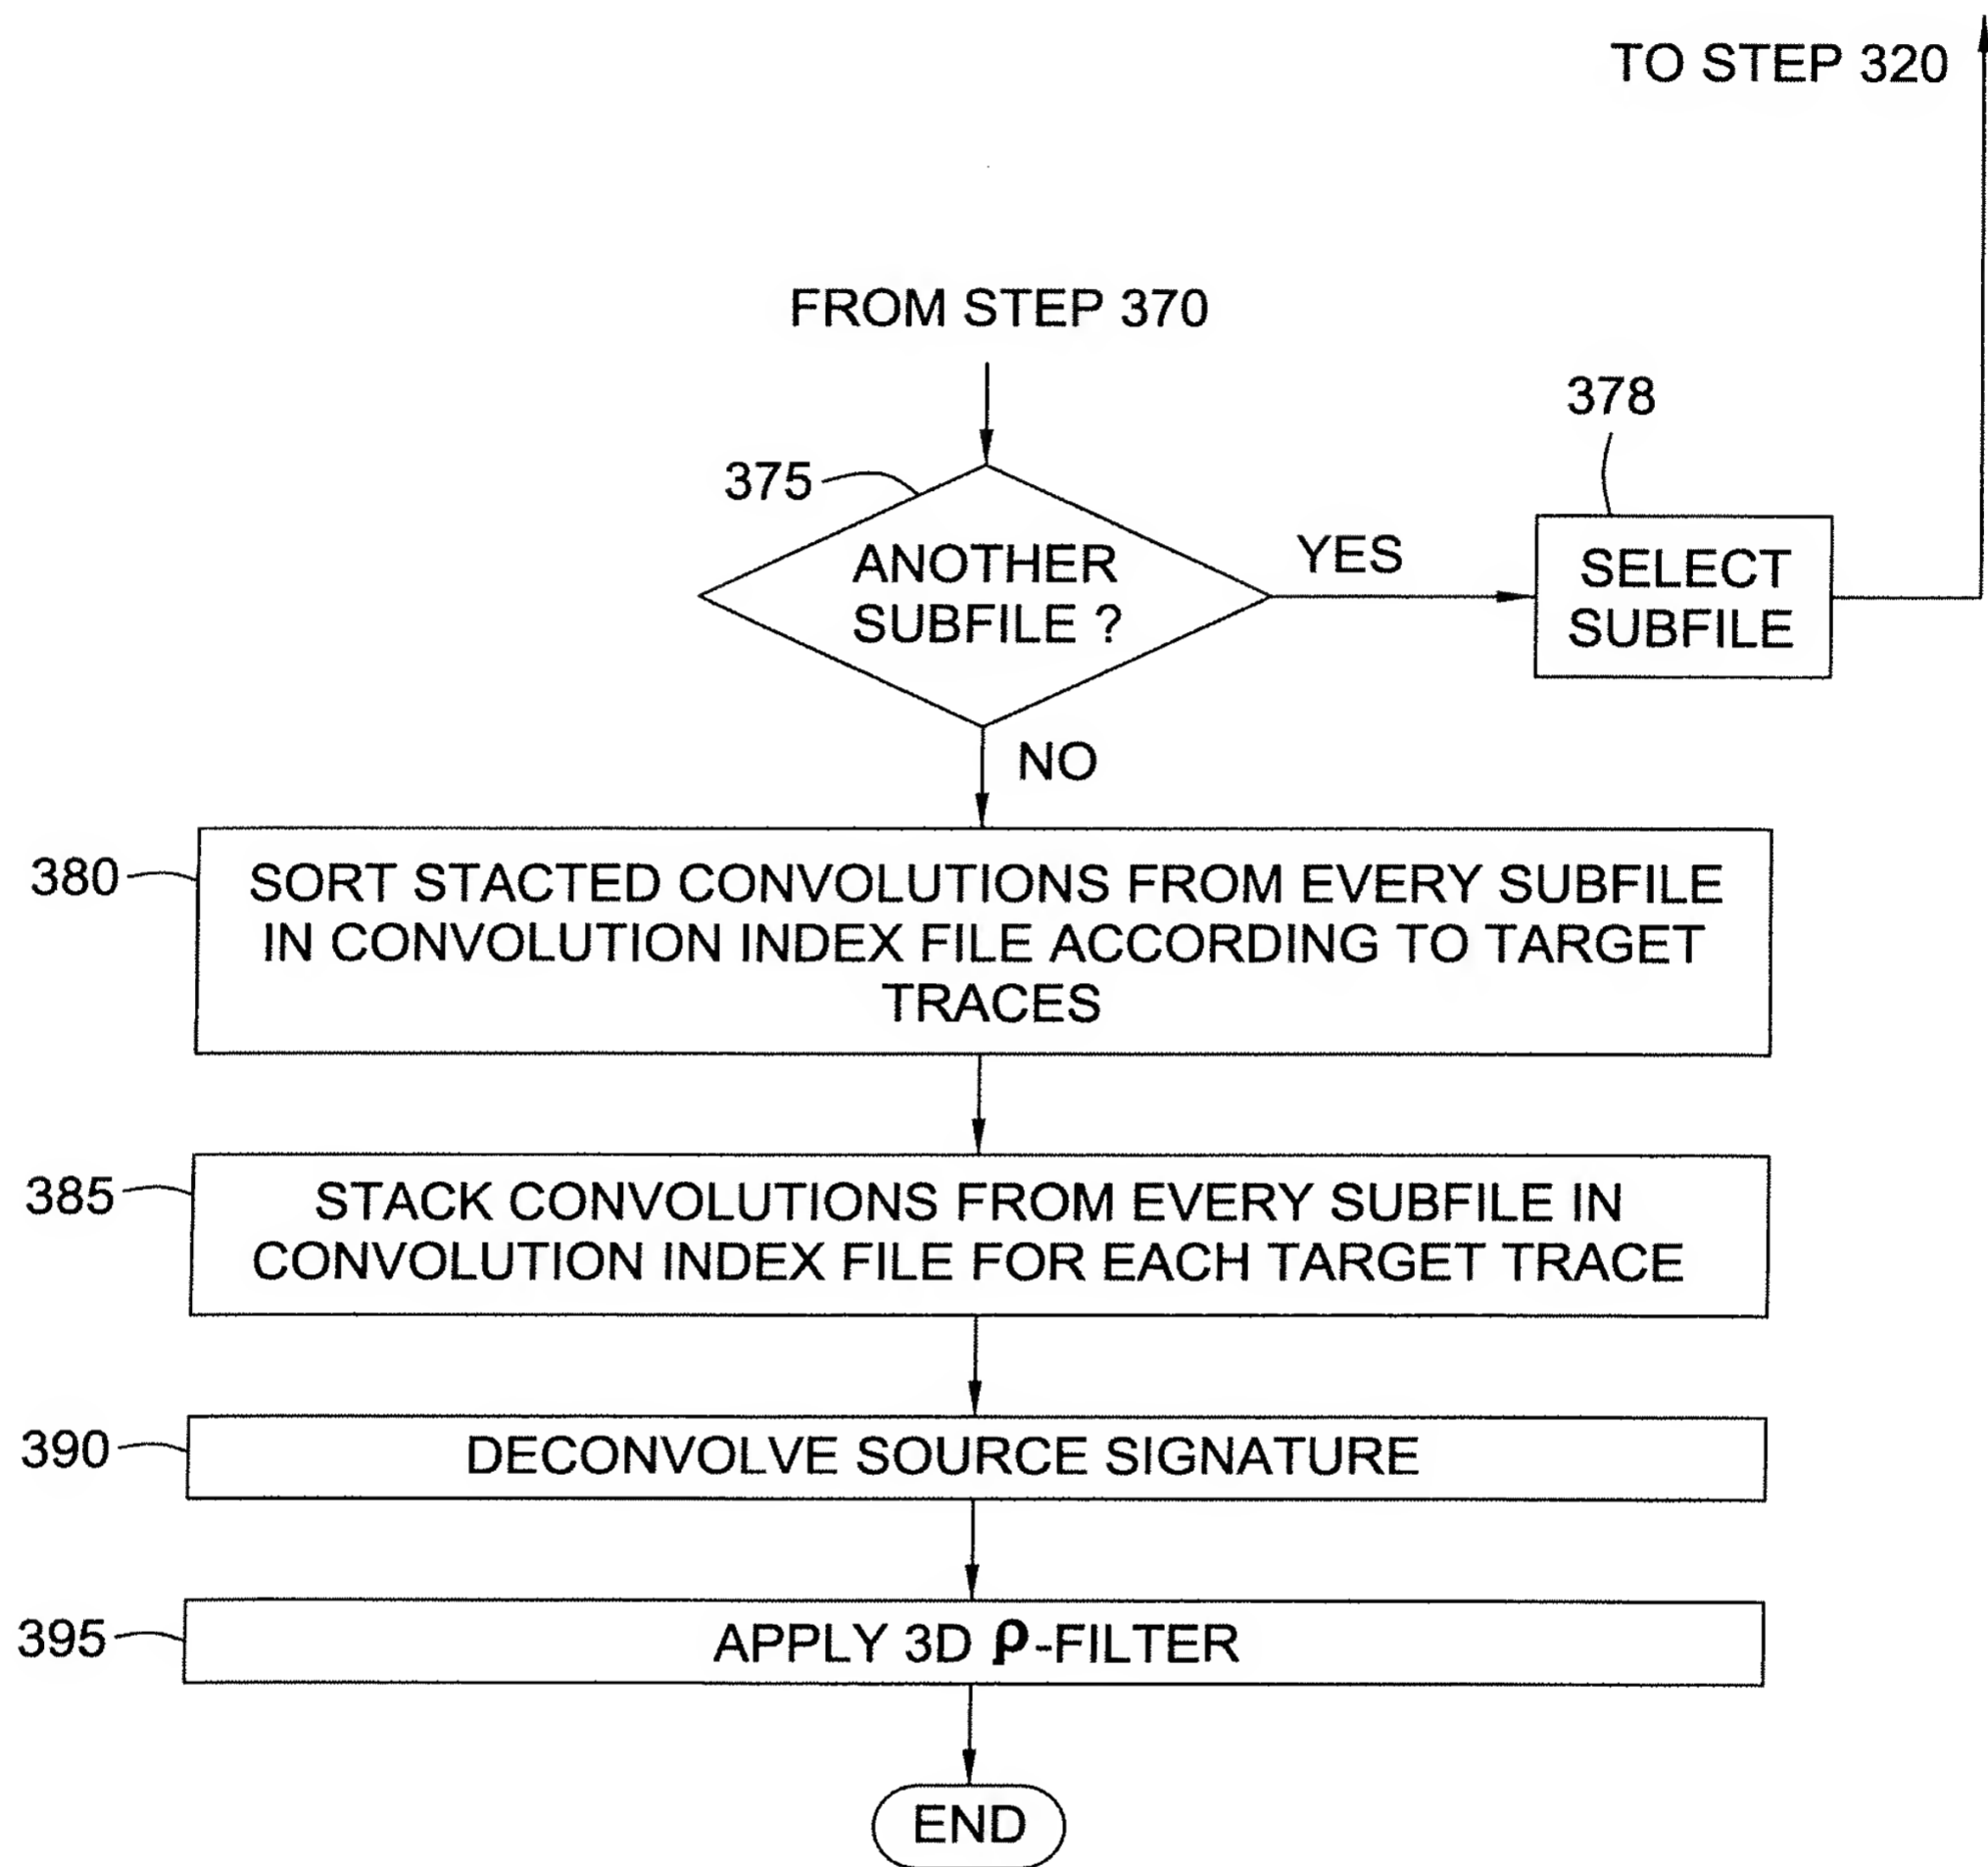 TO STEP 320
FROM STEP 370
378
375
ANOTHER
SUBFILE ?
YES
SELECT
SUBFILE
NO
380
SORT STACTED CONVOLUTIONS FROM EVERY SUBFILE
IN CONVOLUTION INDEX FILE ACCORDING TO TARGET
TRACES
385
STACK CONVOLUTIONS FROM EVERY SUBFILE IN
CONVOLUTION INDEX FILE FOR EACH TARGET TRACE
390
DECONVOLVE SOURCE SIGNATURE
395
APPLY 3D ρ-FILTER
END